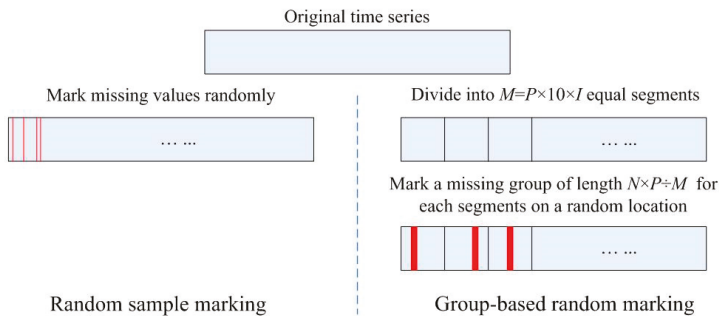 Original time series
Mark missing values randomly
... ...
Random sample marking
Divide into M=P×10×I equal segments
... ...
Mark a missing group of length N×P÷M for
each segments on a random location
... ...
Group-based random marking